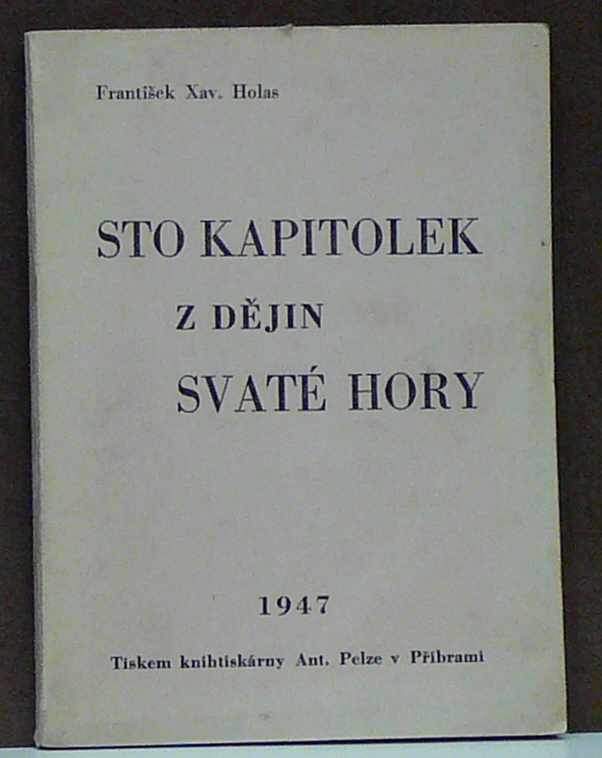 František Xav. Holas
STO KAPITOLEK
Z DĚJIN
SVATÉ HORY
1947
Tiskem knihtiskárny Ant. Pelze v Příbrami